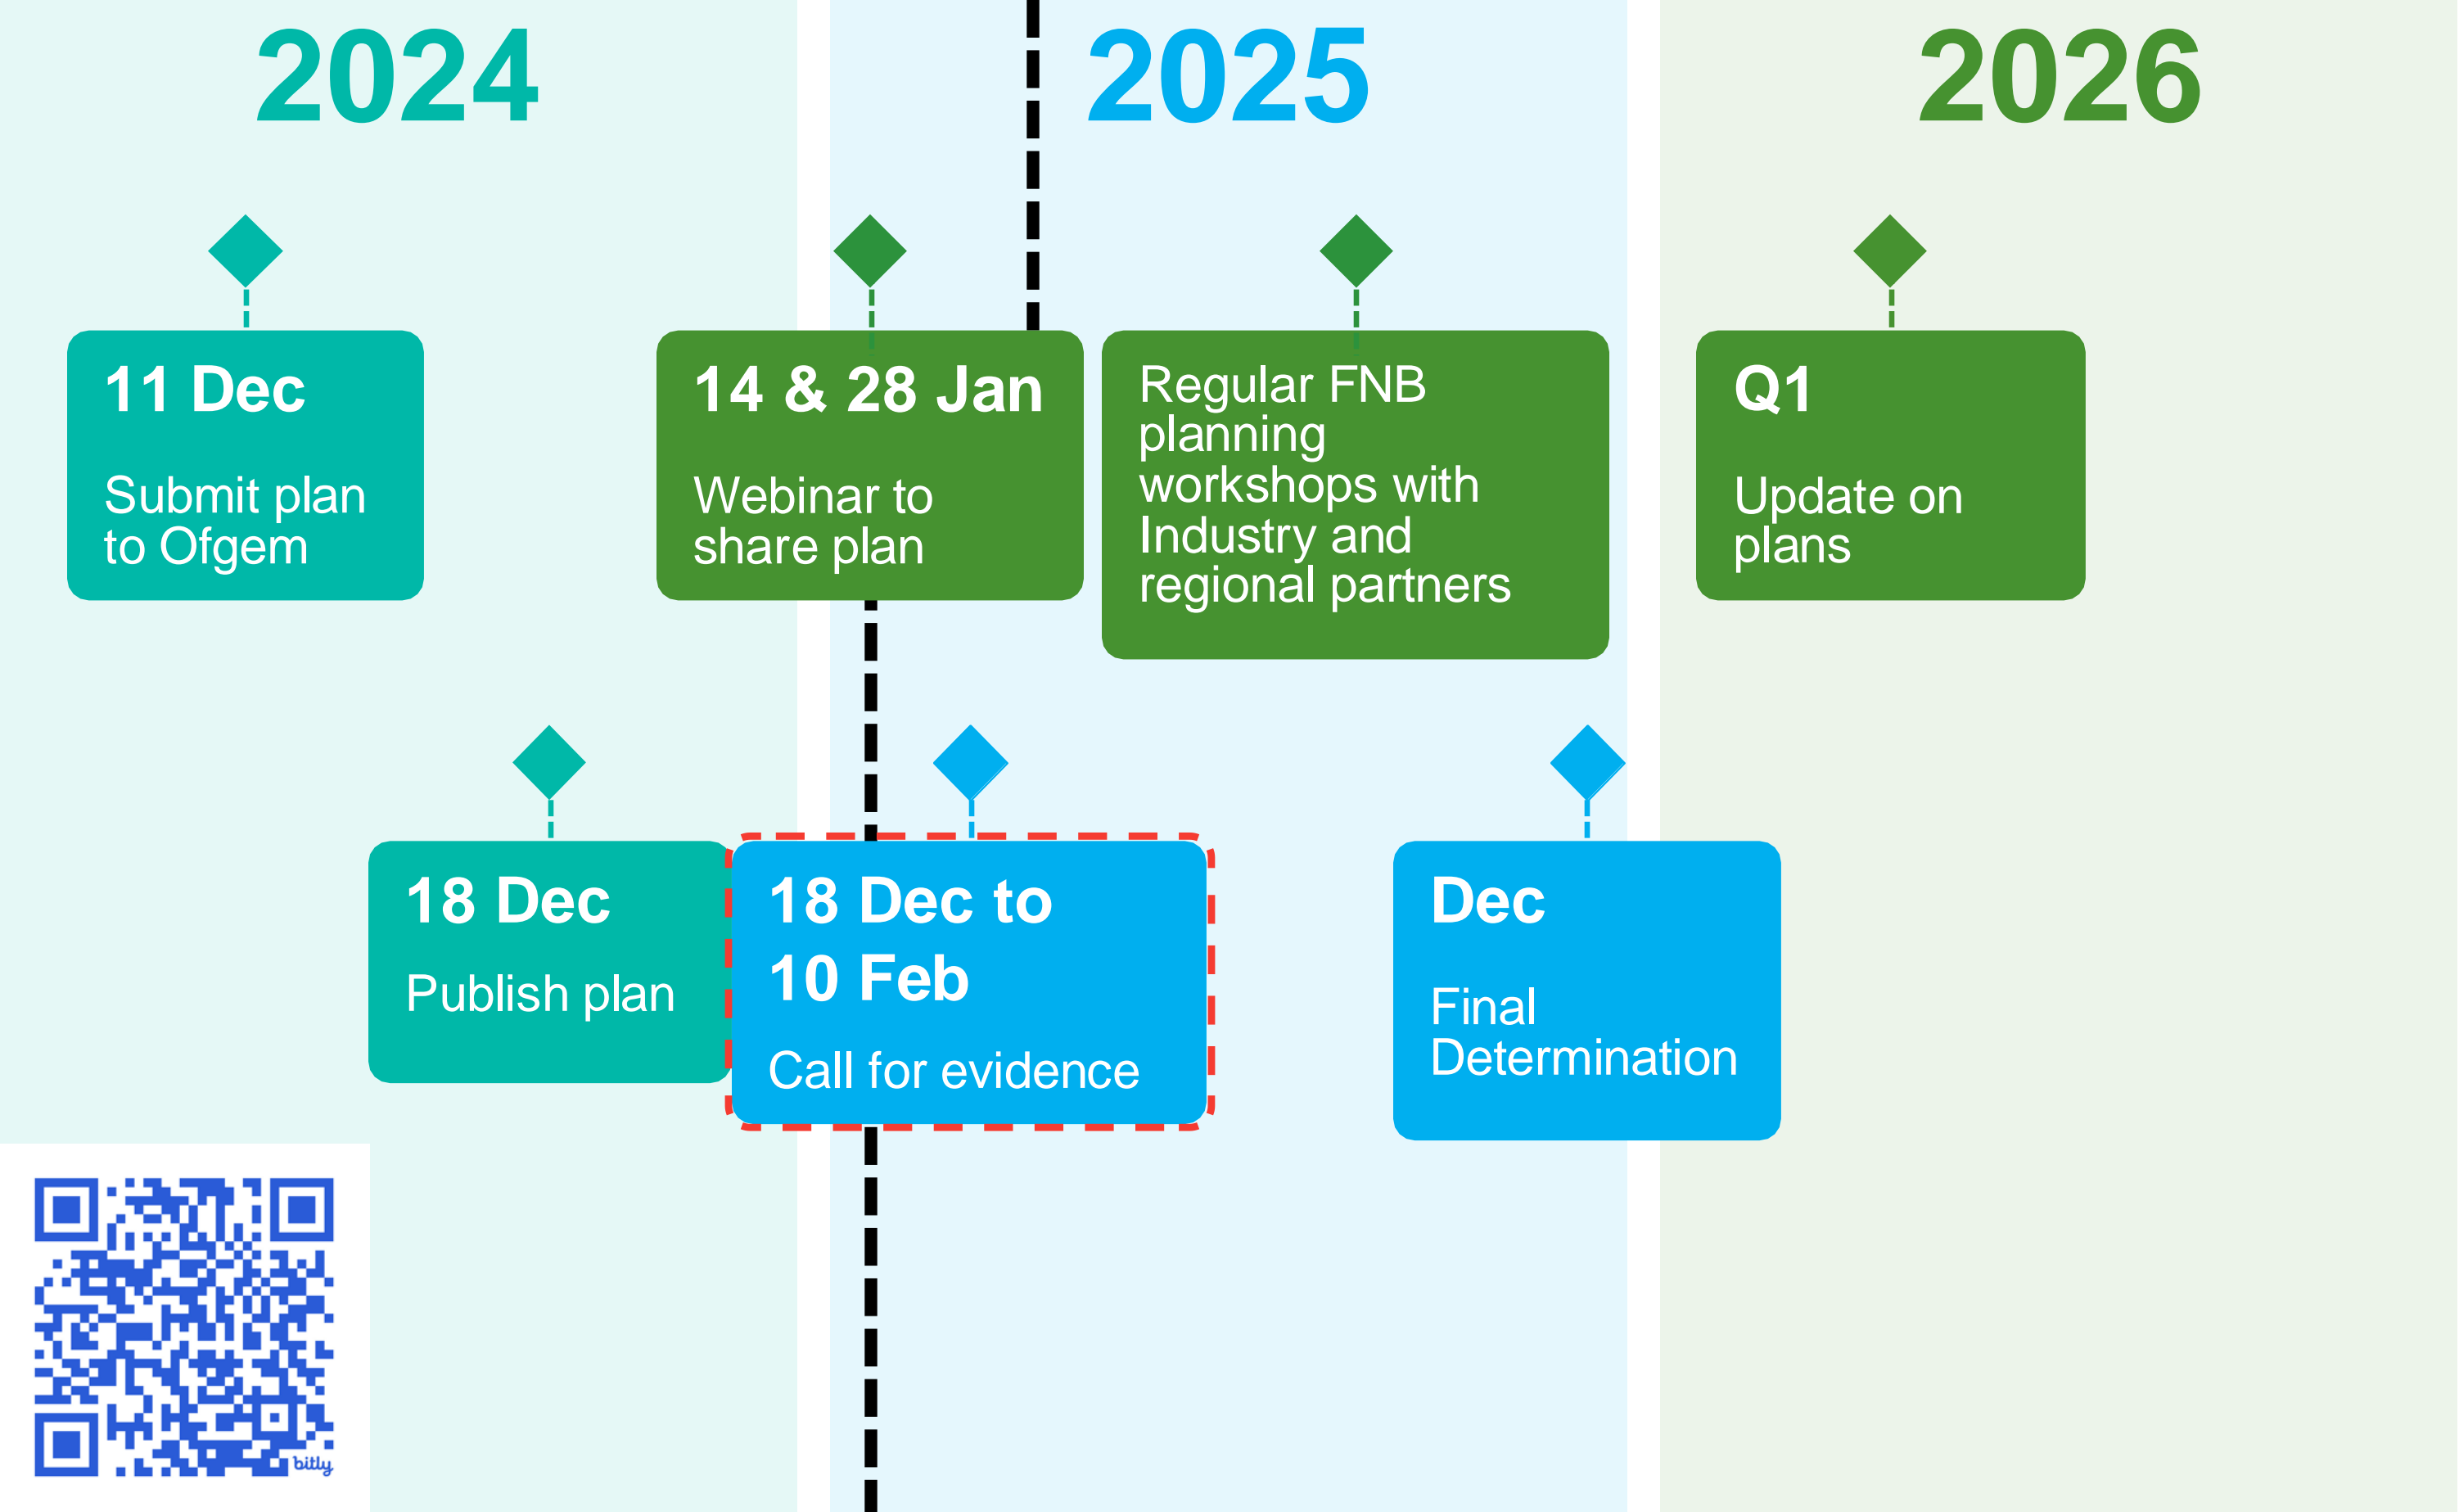 2024
2025
2026
11 Dec
Submit plan
to Ofgem
14 & 28 Jan
Webinar to
share plan
Regular FNB
planning
workshops with
Industry and
regional partners
Q1
Update on
plans
18 Dec
Publish plan
18 Dec to
10 Feb
Call for evidence
Dec
Final
Determination
bitly